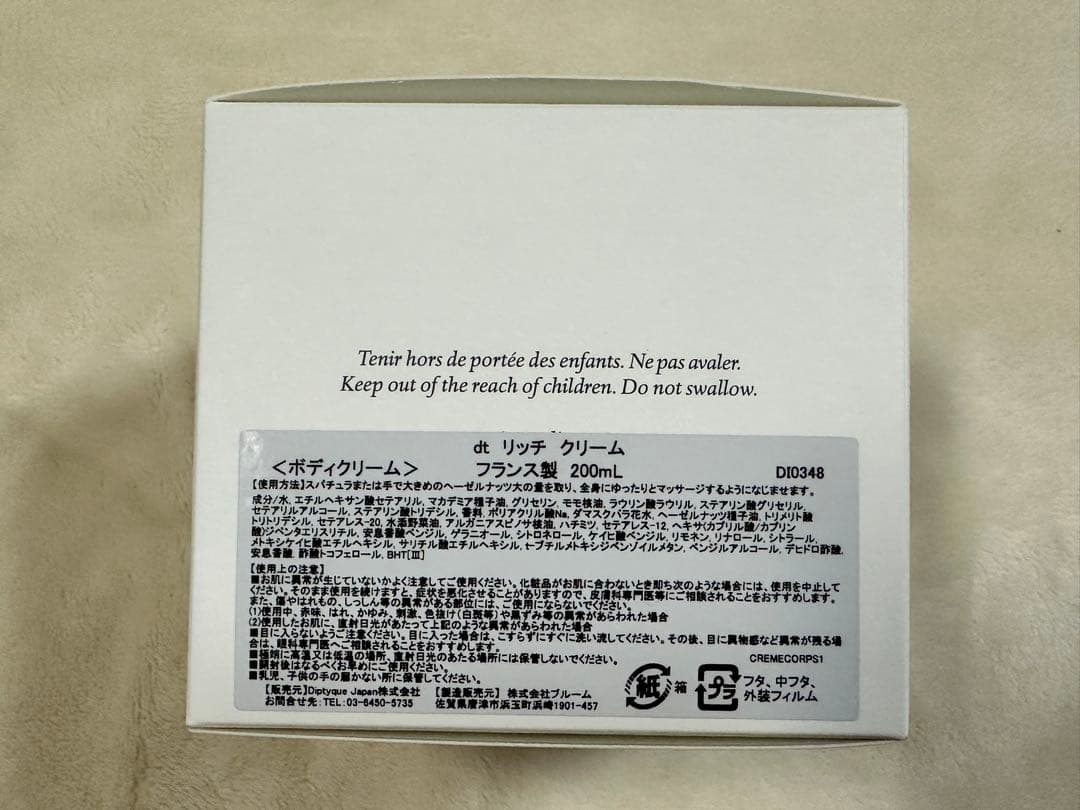 Tenir hors de portée des enfants. Ne pas avaler.
Keep out of the reach of children. Do not swallow.
dt リッチ クリーム
<ボディクリーム> フランス製 200mL DI0348
【使用方法】スパチュラまたは手で大きめのヘーゼルナッツ大の量を取り、全身にゆったりとマッサージするようになじませます。
成分/水、エチルヘキサン酸セテアリル、マカデミア種子油、グリセリン、モモ核油、ラウリン酸ラウリル、ステアリン酸グリセリル、
セテアリルアルコール、ステアリン酸トリデシル、香料、ポリアクリル酸Na、ダマスクバラ花水、ヘーゼルナッツ種子油、トリメリト
トリトリデシル、セテアレス-20、水添野菜油、アルガニアスピノサ核油、ハチミツ、セテアレス-12、ヘキサ(カプリル酸/カプリン
酸)ジペンタエリスリチル、安息香酸ベンジル、ゲラニオール、シトロネロール、ケイヒ酸ベンジル、リモネン、リナロール、シトラール、
メトキシケイヒ酸エチルヘキシル、サリチル酸エチルヘキシル、t-ブチルメトキシジベンゾイルメタン、ベンジルアルコール、デヒドロ酢酸、
安息香酸、酢酸トコフェロール、BHT[Ⅲ]
【使用上の注意】
■お肌に異常が生じていないかよく注意してご使用ください。化粧品がお肌に合わないとき即ち次のような場合には、使用を中止して
ください。そのまま使用を続けますと、症状を悪化させることがありますので、皮膚科専門医等にご相談されることをおすすめします。
また、傷やはれもの、しっしん等の異常がある部位には、ご使用にならないでください。
(1)使用中、赤味、はれ、かゆみ、刺激、色抜け(白斑等)や黒ずみ等の異常があらわれた場合
(2)使用したお肌に、直射日光があたって上記のような異常があらわれた場合
■目に入らないようご注意ください。目に入った場合は、こすらずにすぐに洗い流してください。その後、目に異物感など異常が残る場
合は、眼科専門医へご相談されることをおすすめします。
■極端に高温又は低温の場所、直射日光のあたる場所には保管しないでください。 CREMECORPS1
■開封後はなるべくお早めにご使用ください。
■乳児、子供の手の届かない所に保管してください。
【販売元】Diptyque Japan株式会社 【製造販売元】 株式会社ブルーム
お問合せ先:TEL:03-6450-5735 佐賀県唐津市浜玉町浜崎1901-457
紙 箱 プラ フタ、中フタ、
外装フィルム